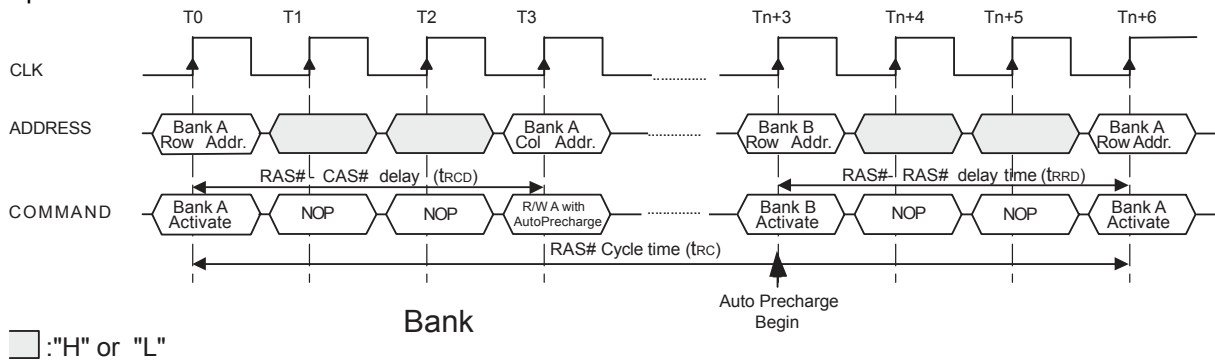 T0 T1 T2 T3 Tn+3 Tn+4 Tn+5 Tn+6
CLK
ADDRESS
Bank A
Row Addr.
Bank A
Col Addr.
Bank B
Row Addr.
Bank A
Row Addr.
RAS# - CAS# delay (tRCD)
RAS#- RAS# delay time (tRRD)
COMMAND
Bank A
Activate
NOP
NOP
R/W A with
AutoPrecharge
Bank B
Activate
NOP
NOP
Bank A
Activate
RAS# Cycle time (tRC)
Auto Precharge
Begin
Bank
:"H" or "L"